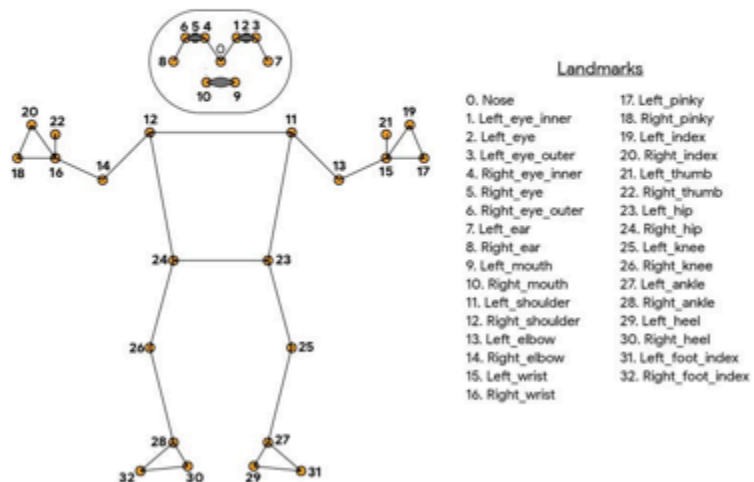 6 5 4 1 2 3
0
8 7
10 9
20 22 12 11 21 19
18 16 14 13 15 17
24 23
26 25
28 27
32 30 29 31
Landmarks
0. Nose
1. Left_eye_inner
2. Left_eye
3. Left_eye_outer
4. Right_eye_inner
5. Right_eye
6. Right_eye_outer
7. Left_ear
8. Right_ear
9. Left_mouth
10. Right_mouth
11. Left_shoulder
12. Right_shoulder
13. Left_elbow
14. Right_elbow
15. Left_wrist
16. Right_wrist
17. Left_pinky
18. Right_pinky
19. Left_index
20. Right_index
21. Left_thumb
22. Right_thumb
23. Left_hip
24. Right_hip
25. Left_knee
26. Right_knee
27. Left_ankle
28. Right_ankle
29. Left_heel
30. Right_heel
31. Left_foot_index
32. Right_foot_index